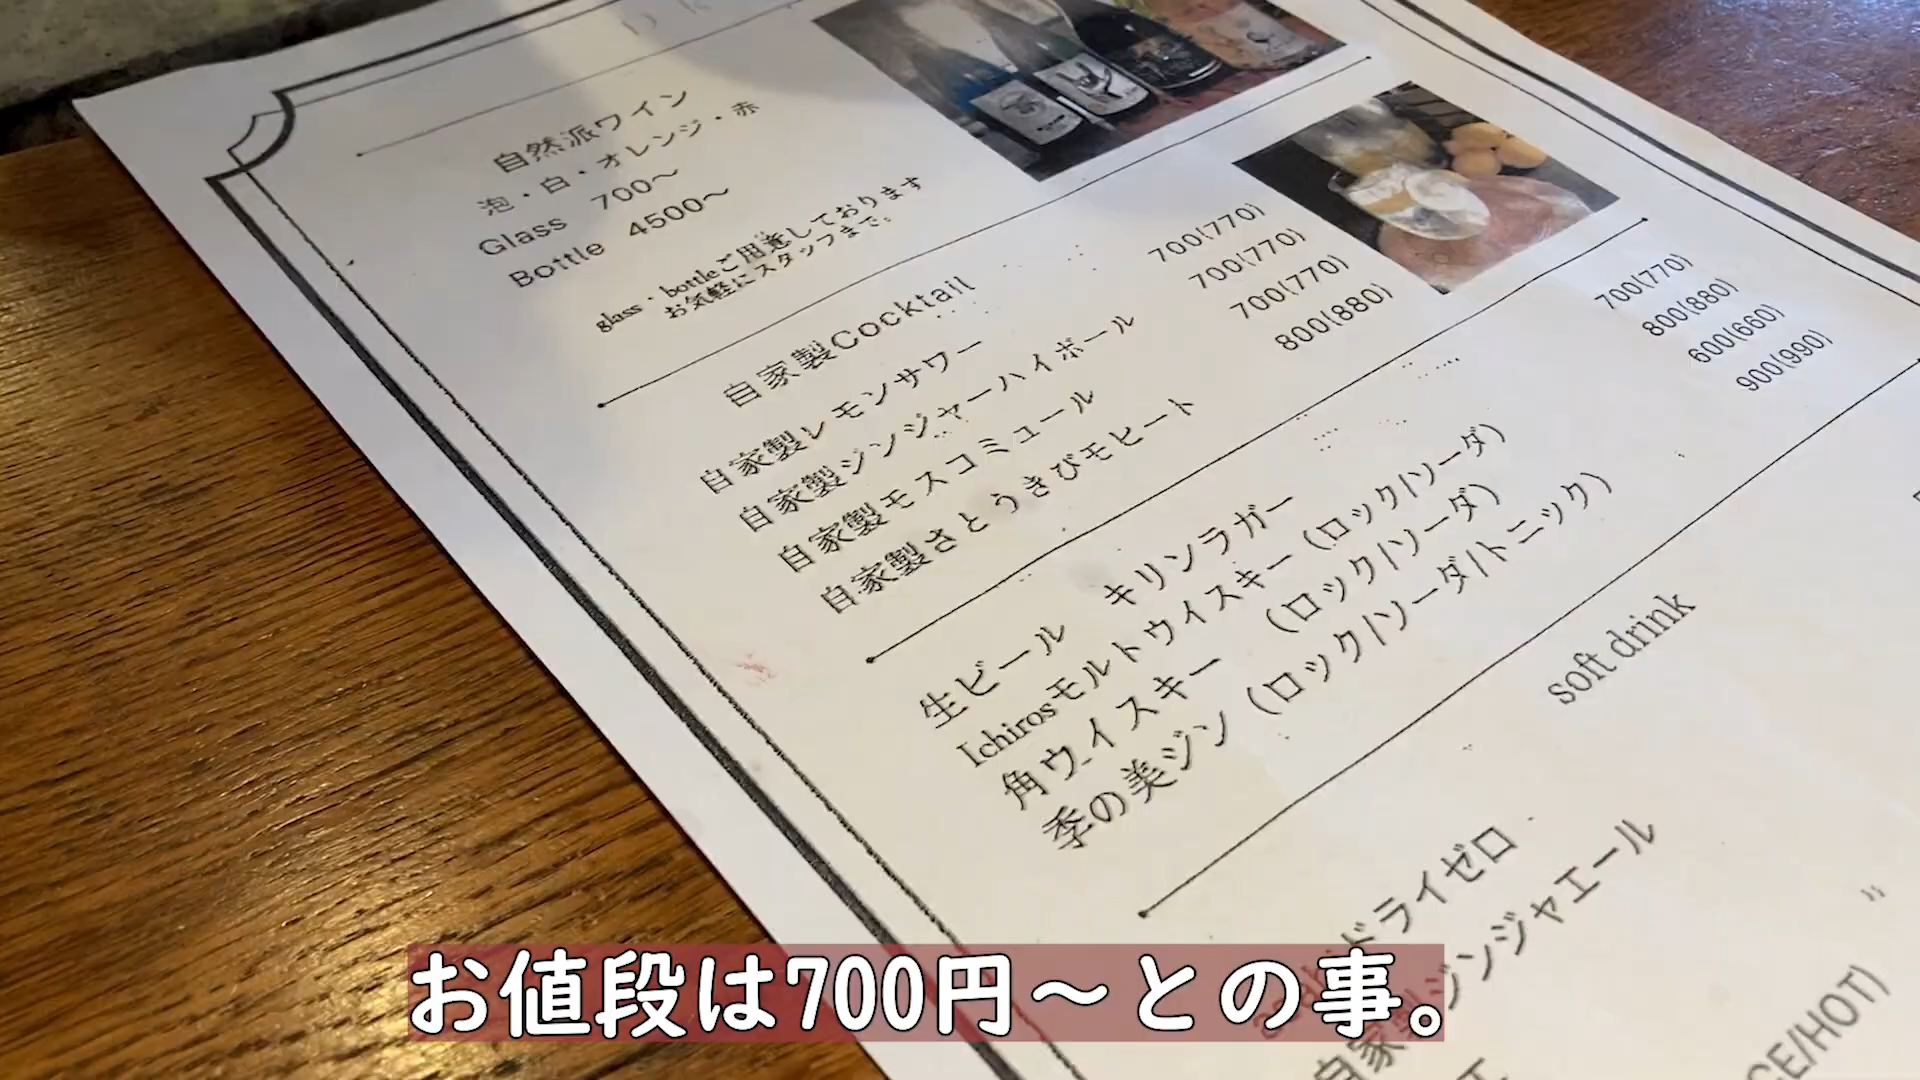 自然派ワイン
泡・白・オレンジ・赤
Glass 700～
Bottle 4500～
glass・bottleご用意しております
お気軽にスタッフまで。
自家製Cocktail
自家製レモンサワー 700(770)
自家製ジンジャーハイボール 700(770)
自家製モスコミュール 700(770)
自家製さとうきびモヒート 800(880)
生ビール キリンラガー 700(770)
Ichirosモルトウイスキー（ロック/ソーダ） 800(880)
角ウイスキー （ロック/ソーダ） 600(660)
季の美ジン（ロック/ソーダ/トニック） 900(990)
soft drink
ドライゼロ
自家製ジンジャエール
CE/HOT)
お値段は700円～との事。